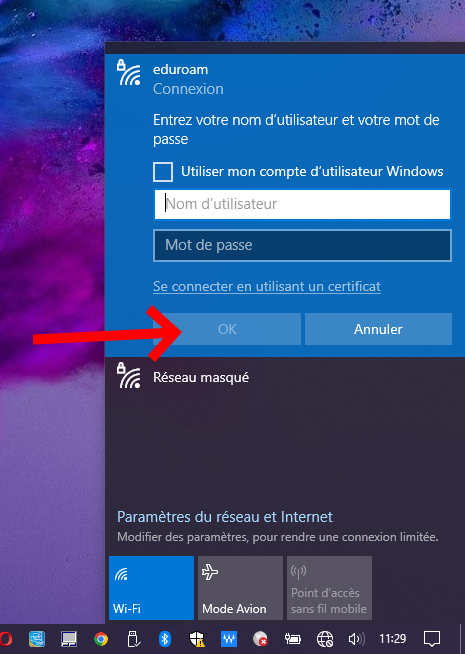 eduroam
Connexion
Entrez votre nom d'utilisateur et votre mot de
passe
Utiliser mon compte d'utilisateur Windows
Nom d'utilisateur
Mot de passe
Se connecter en utilisant un certificat
OK Annuler
Réseau masqué
Paramètres du réseau et Internet
Modifier des paramètres, pour rendre une connexion limitée.
Wi-Fi
Mode Avion
Point d'accès
sans fil mobile
11:29